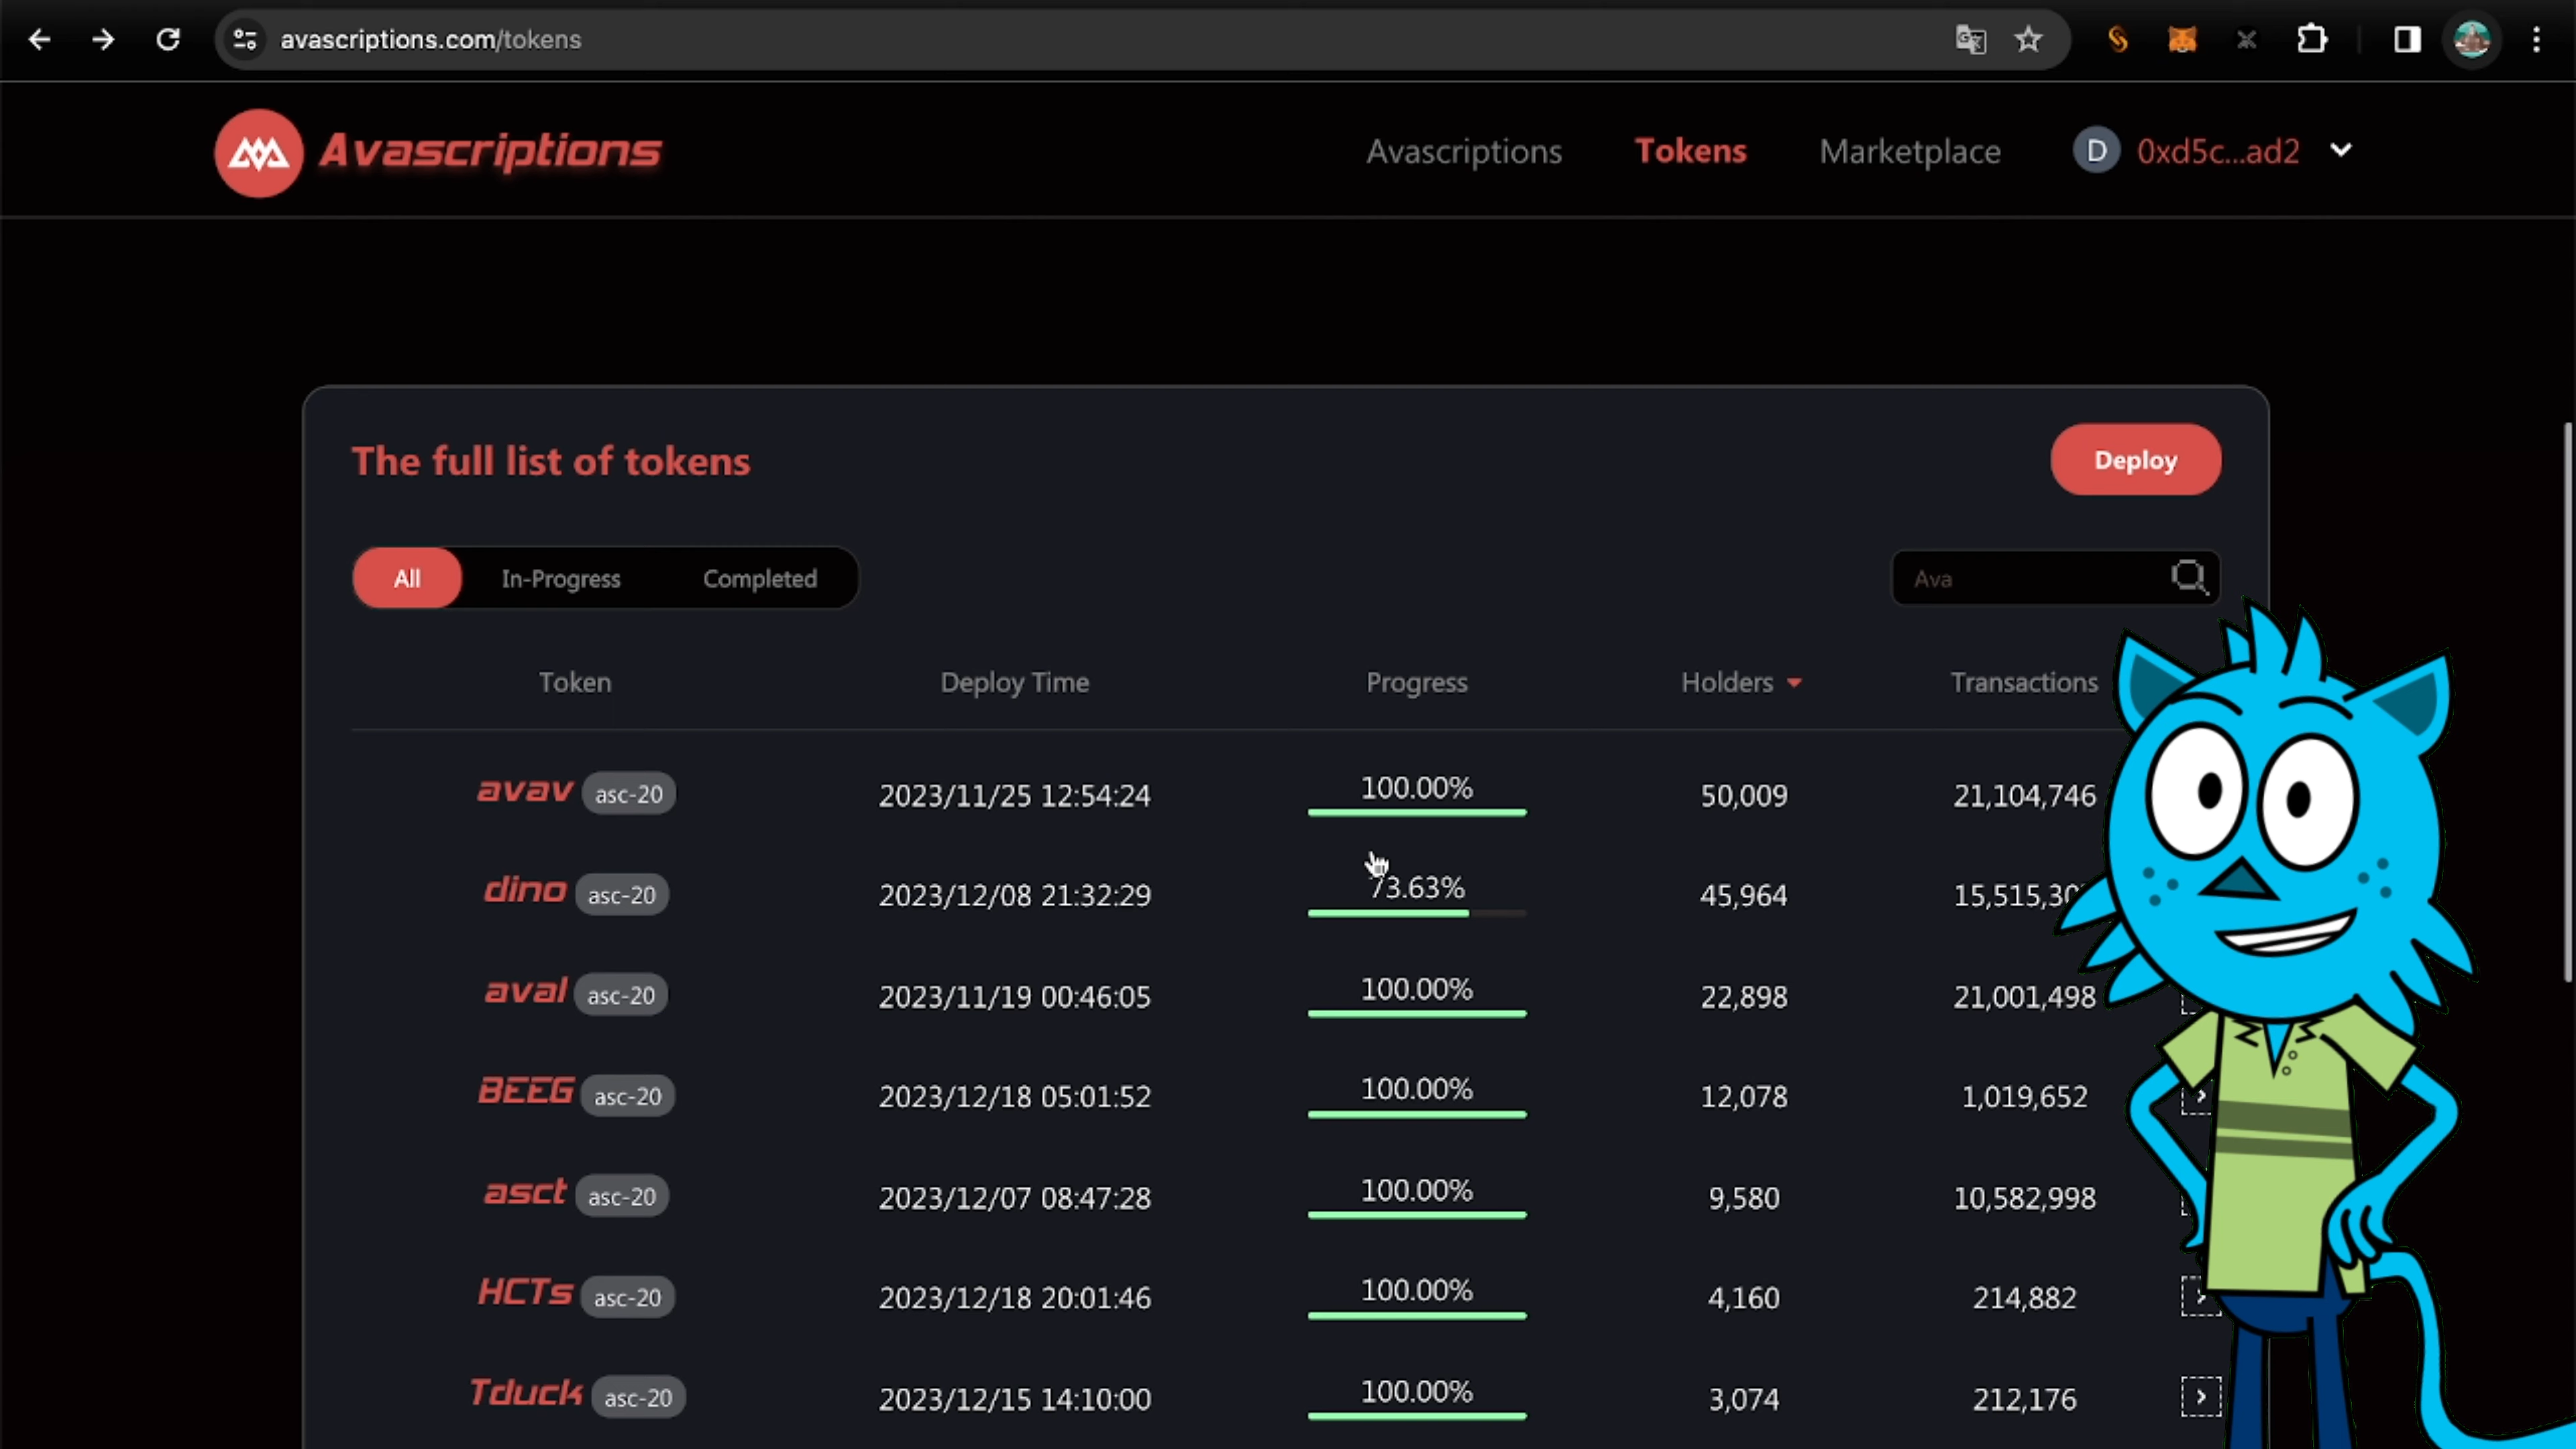 avascriptions.com/tokens
Avascriptions
Avascriptions Tokens Marketplace D 0xd5c...ad2
The full list of tokens
Deploy
All In-Progress Completed
Ava
Token Deploy Time Progress Holders Transactions
avav asc-20 2023/11/25 12:54:24 100.00% 50,009 21,104,746
dino asc-20 2023/12/08 21:32:29 73.63% 45,964
aval asc-20 2023/11/19 00:46:05 100.00% 22,898 21,001,498
BEEG asc-20 2023/12/18 05:01:52 100.00% 12,078 1,019,652
asct asc-20 2023/12/07 08:47:28 100.00% 9,580 10,582,998
HCTs asc-20 2023/12/18 20:01:46 100.00% 4,160 214,882
Tduck asc-20 2023/12/15 14:10:00 100.00% 3,074 212,176